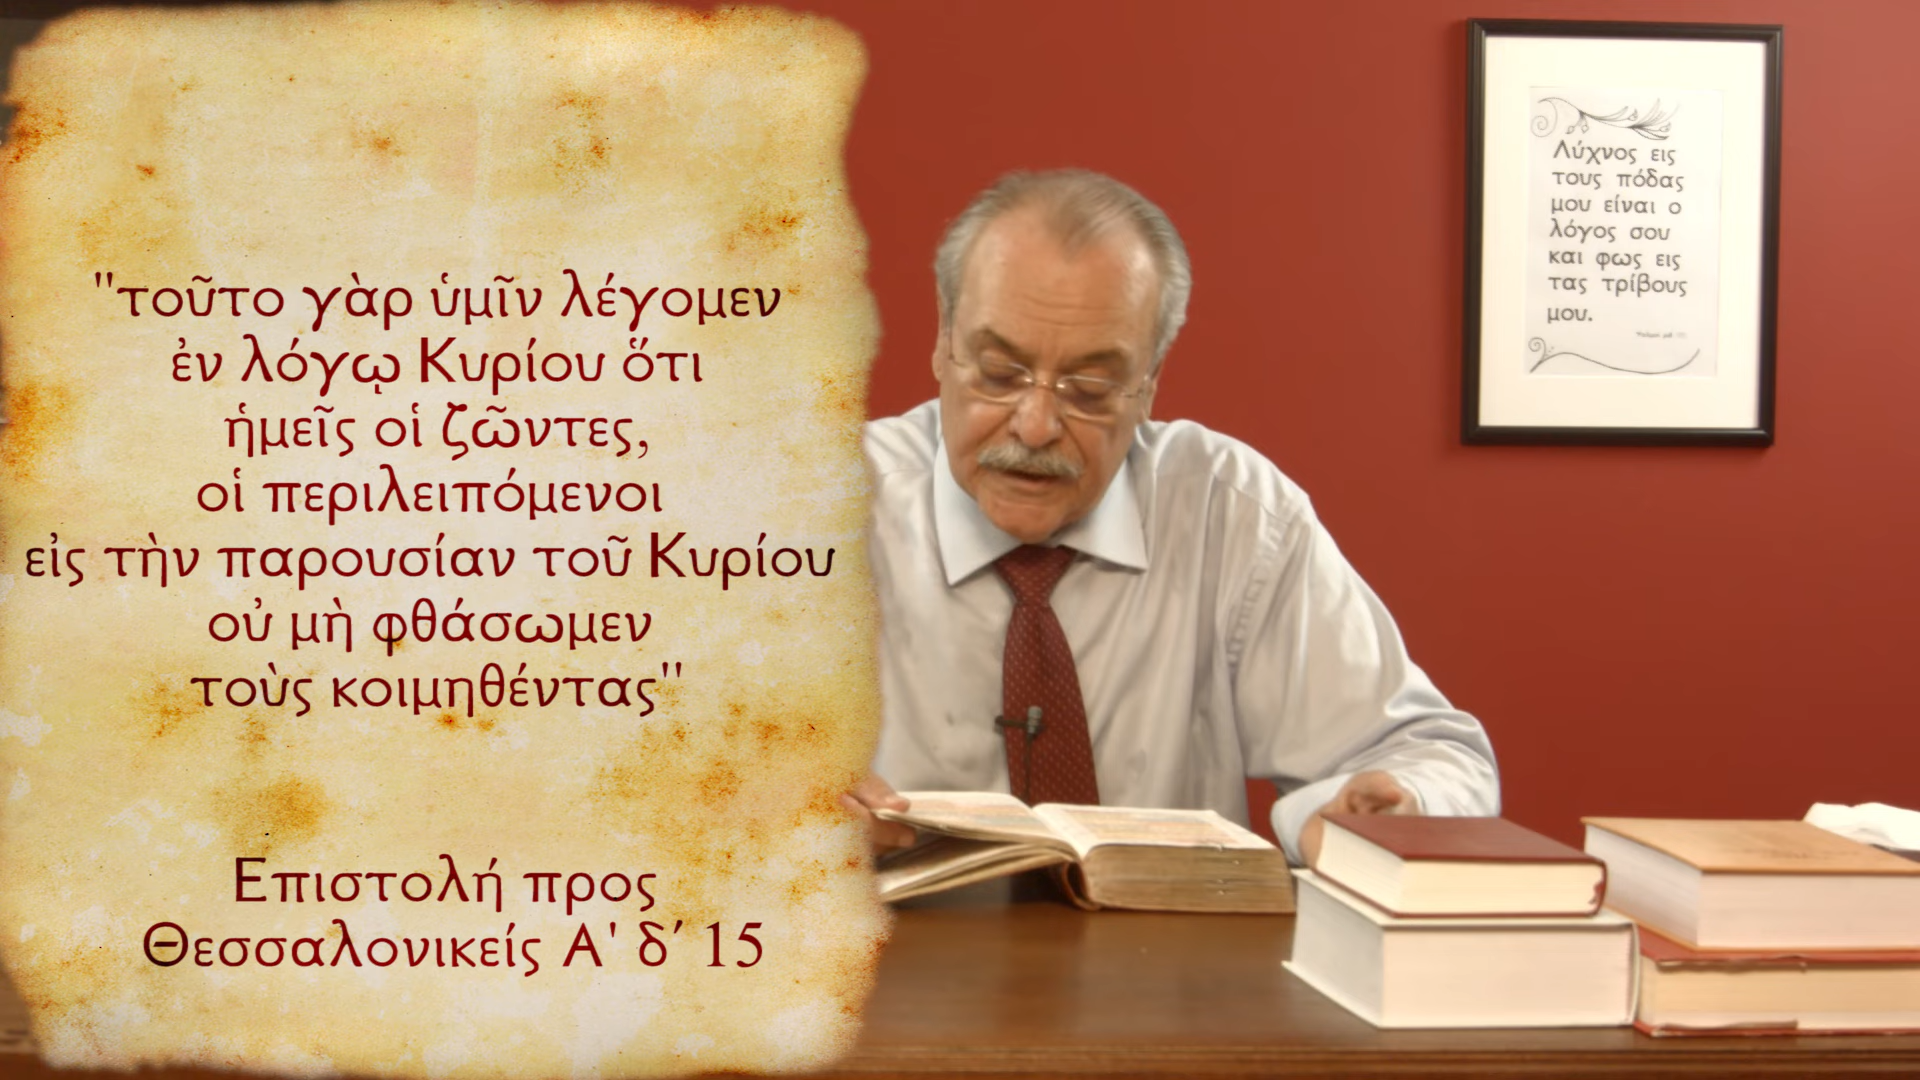 "τοῦτο γὰρ ὑμῖν λέγομεν
ἐν λόγῳ Κυρίου ὅτι
ἡμεῖς οἱ ζῶντες,
οἱ περιλειπόμενοι
εἰς τὴν παρουσίαν τοῦ Κυρίου
οὐ μὴ φθάσωμεν
τοὺς κοιμηθέντας"
Επιστολή προς
Θεσσαλονικείς Α' δ΄ 15
Λύχνος εις
τους πόδας
μου είναι ο
λόγος σου
και φως εις
τας τρίβους
μου.